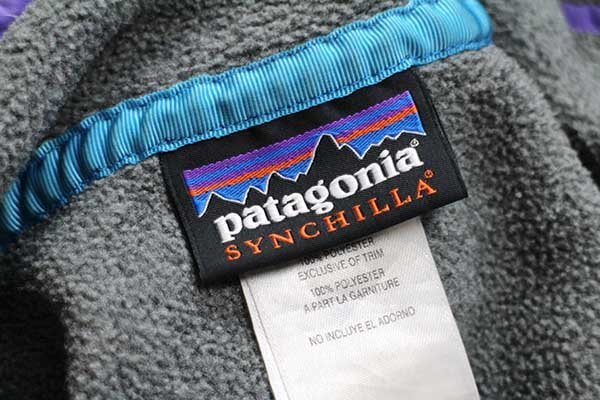 patagonia®
SYNCHILLA®
100% POLYESTER
EXCLUSIVE OF TRIM
100% POLYESTER
A PART LA GARNITURE
NO INCLUYE EL ADORNO